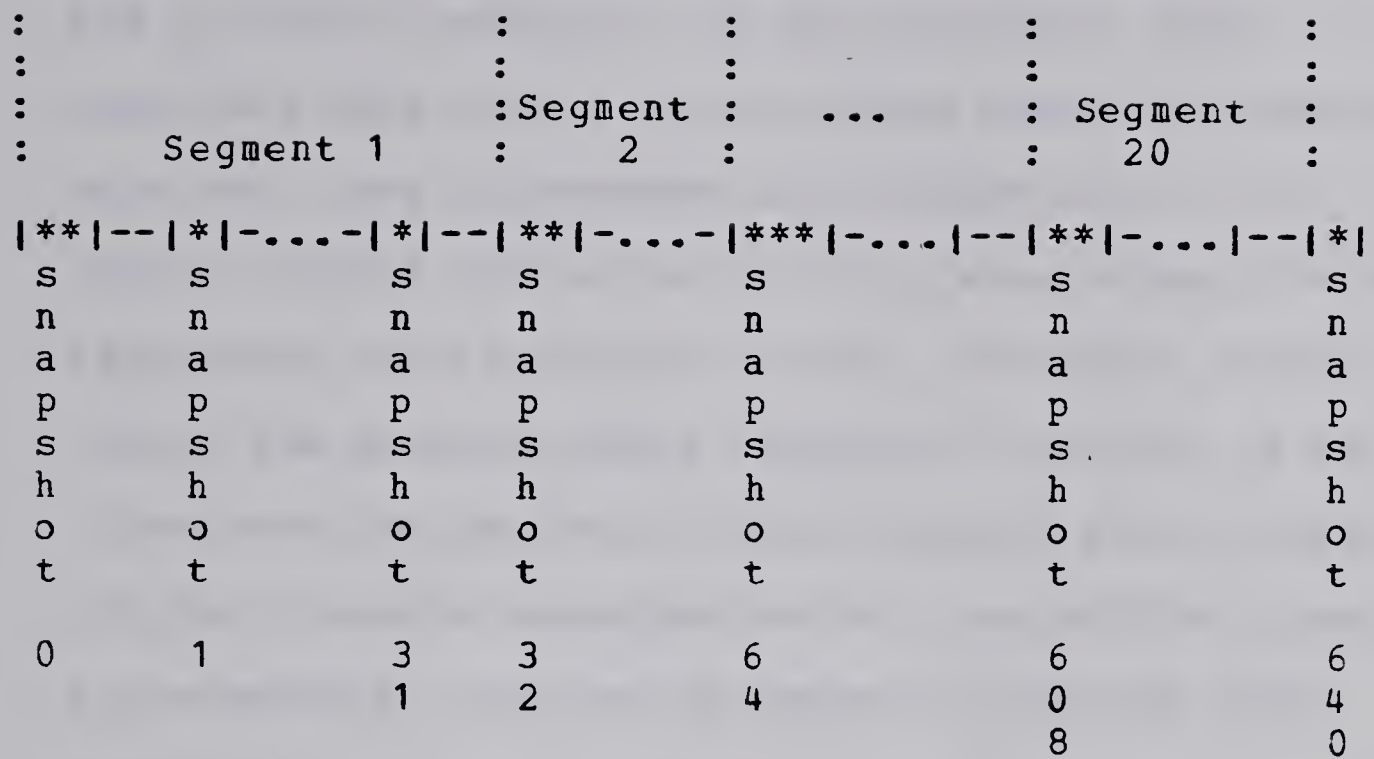 : : : : :
: : : : :
: :Segment : ... : Segment :
: Segment 1 : 2 : : 20 :
|**|--|*|-...-|*|--|**|-...-|***|-...|--|**|-...|--|*|
s s s s s s s
n n n n n n n
a a a a a a a
p p p p p p p
s s s s s s s
h h h h h h h
o o o o o o o
t t t t t t t
0 1 3 3 6 6 6
1 2 4 0 4
8 0